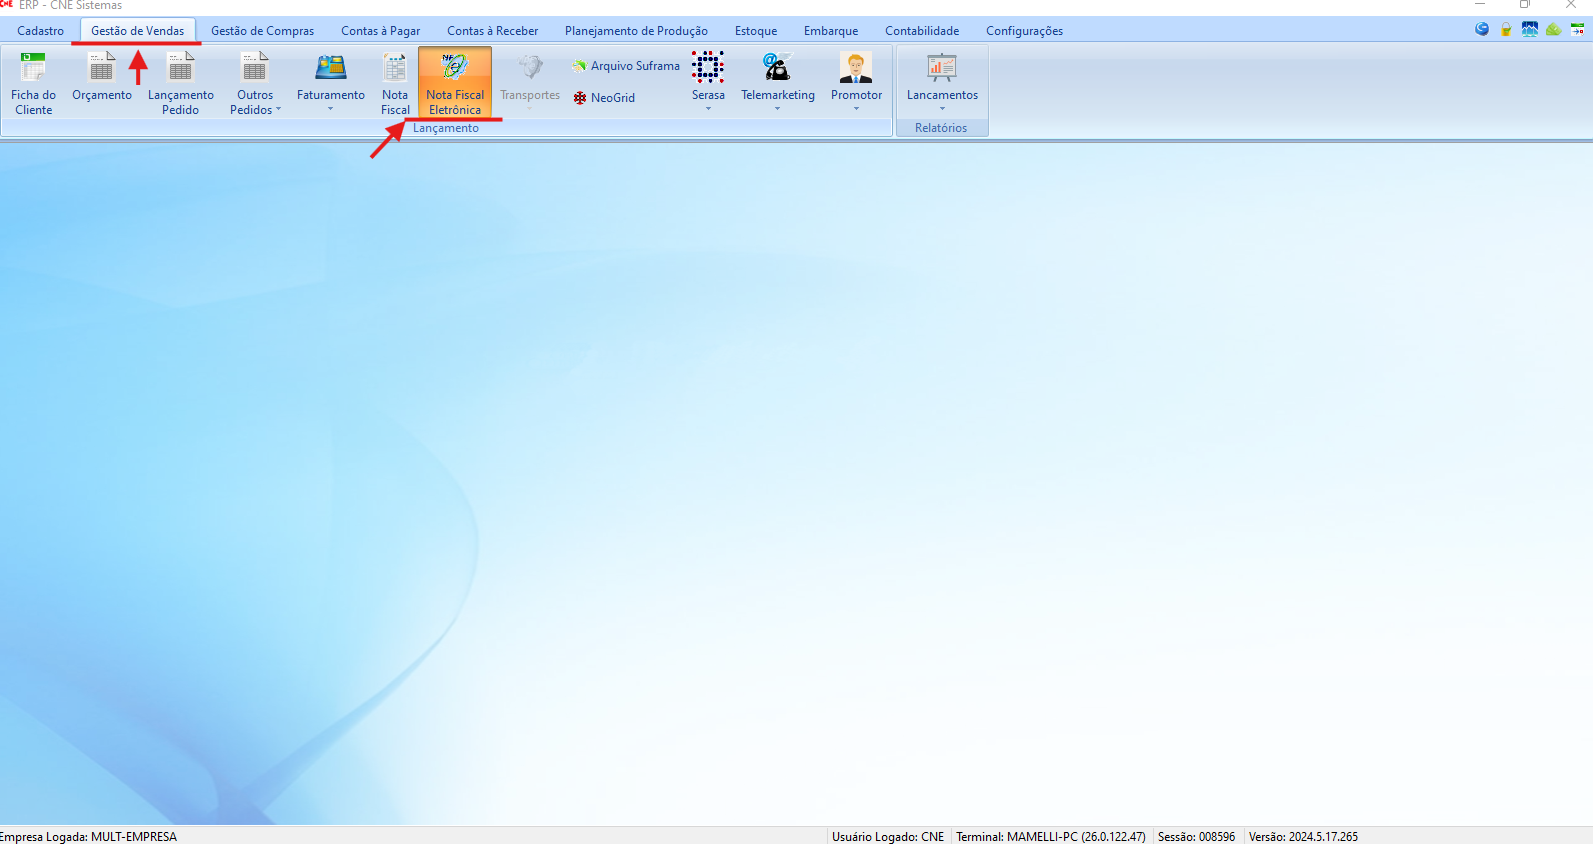 CNE ERP - CNE Sistemas
Cadastro Gestão de Vendas Gestão de Compras Contas à Pagar Contas à Receber Planejamento de Produção Estoque Embarque Contabilidade Configurações
Ficha do Cliente
Orçamento
Lançamento Pedido
Outros Pedidos
Faturamento
Nota Fiscal
NF-e
Nota Fiscal Eletrônica
Transportes
Arquivo Suframa
NeoGrid
Serasa
Telemarketing
Promotor
Lançamento
Lancamentos
Relatórios
Empresa Logada: MULT-EMPRESA Usuário Logado: CNE Terminal: MAMELLI-PC (26.0.122.47) Sessão: 008596 Versão: 2024.5.17.265